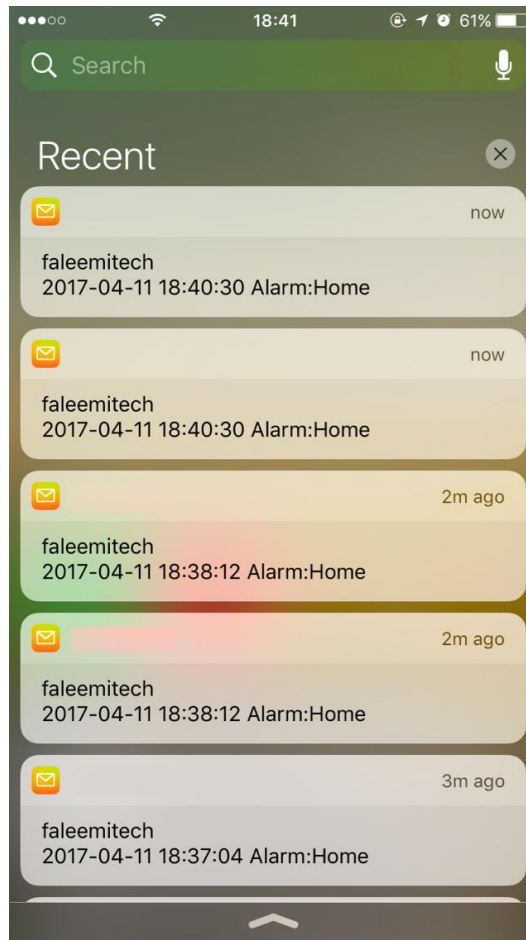 18:41
61%
Search
Recent
now
faleemitech
2017-04-11 18:40:30 Alarm:Home
now
faleemitech
2017-04-11 18:40:30 Alarm:Home
2m ago
faleemitech
2017-04-11 18:38:12 Alarm:Home
2m ago
faleemitech
2017-04-11 18:38:12 Alarm:Home
3m ago
faleemitech
2017-04-11 18:37:04 Alarm:Home